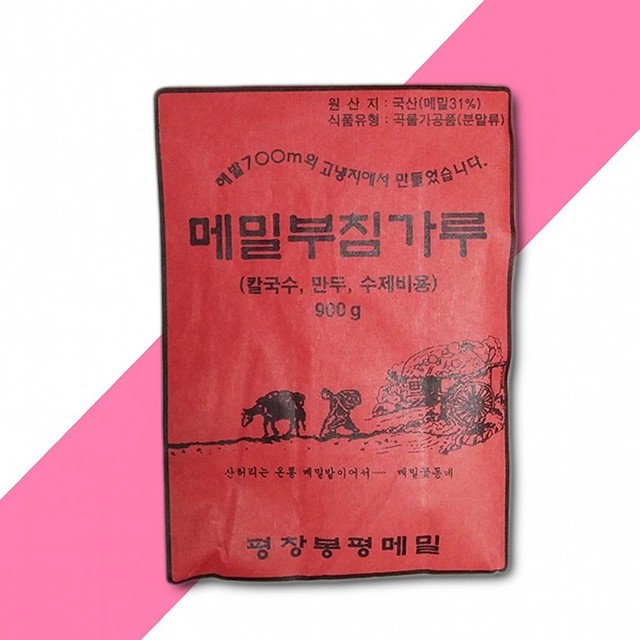 원 산 지 : 국산(메밀31%)
식품유형 : 곡물가공품(분말류)
해발700m의 고냉지에서 만들었습니다.
메밀부침가루
(칼국수, 만두, 수제비용)
900g
산허리는 온통 메밀밭이어서— 메밀꽃동네
평창봉평메밀